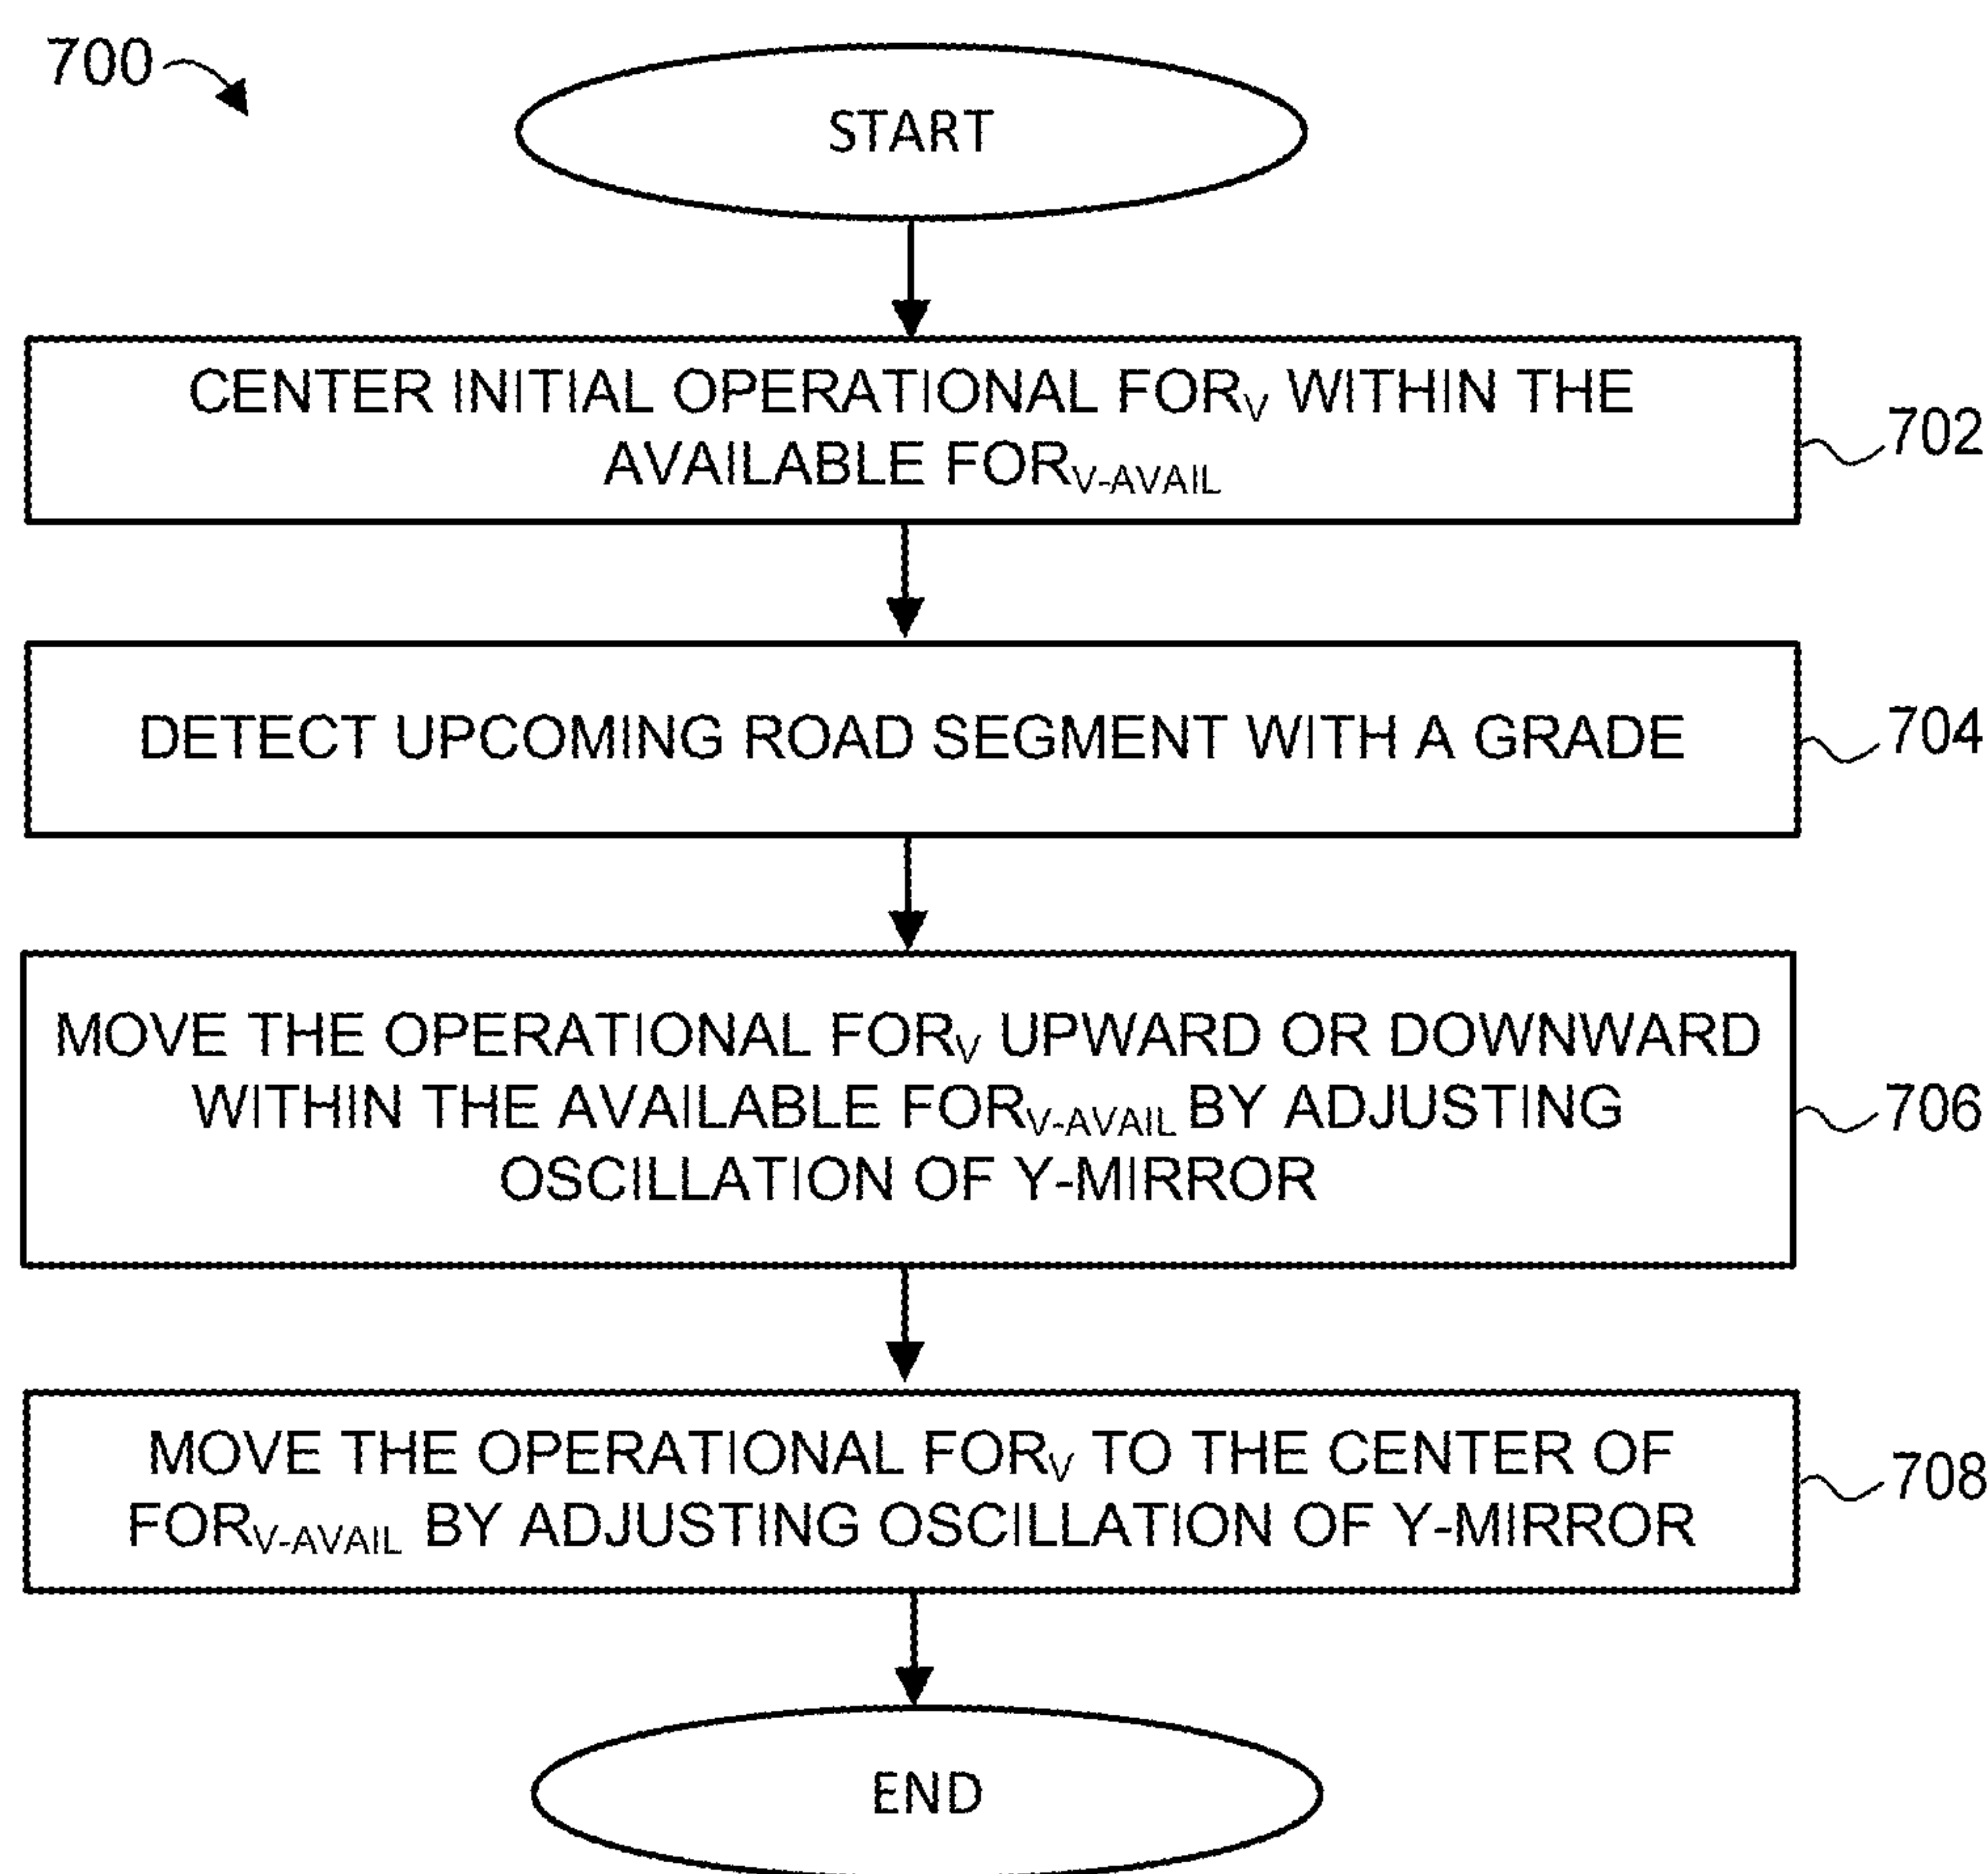 700
START
CENTER INITIAL OPERATIONAL FORV WITHIN THE
AVAILABLE FORV-AVAIL
702
DETECT UPCOMING ROAD SEGMENT WITH A GRADE
704
MOVE THE OPERATIONAL FORV UPWARD OR DOWNWARD
WITHIN THE AVAILABLE FORV-AVAIL BY ADJUSTING
OSCILLATION OF Y-MIRROR
706
MOVE THE OPERATIONAL FORV TO THE CENTER OF
FORV-AVAIL BY ADJUSTING OSCILLATION OF Y-MIRROR
708
END